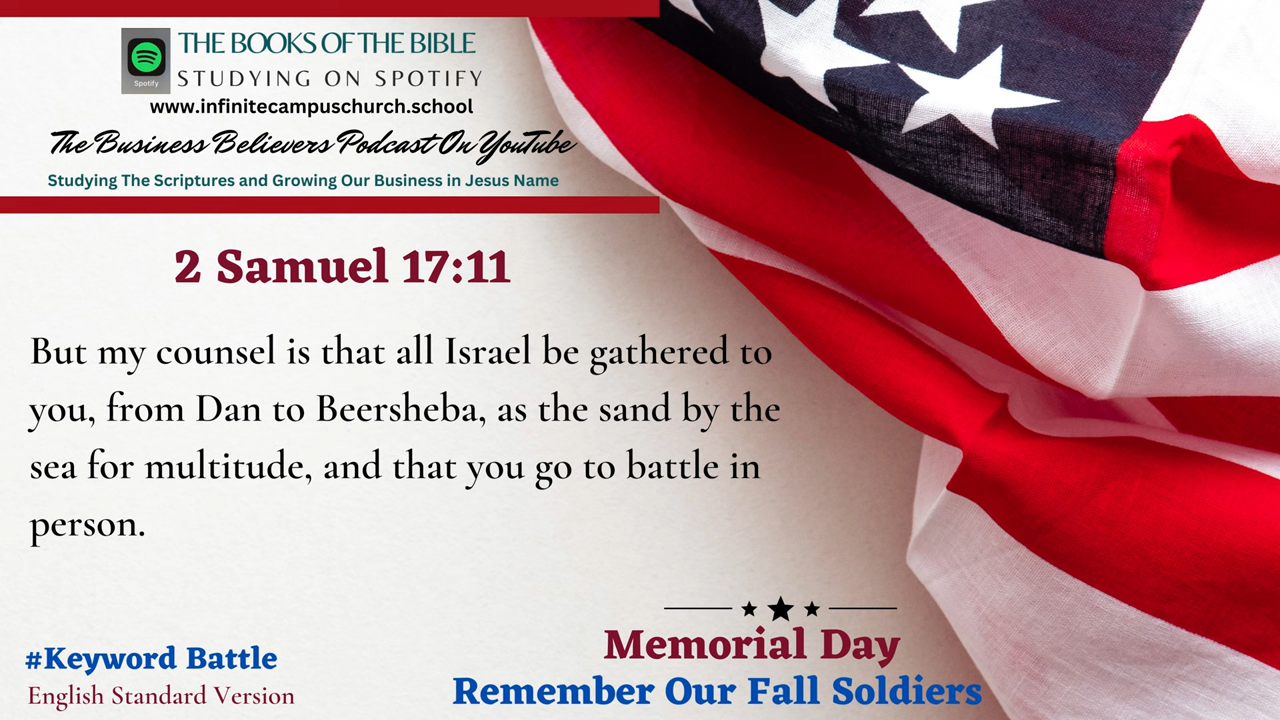 THE BOOKS OF THE BIBLE
Spotify
STUDYING ON SPOTIFY
www.infinitecampuschurch.school
The Business Believers Podcast On YouTube
Studying The Scriptures and Growing Our Business in Jesus Name
2 Samuel 17:11
But my counsel is that all Israel be gathered to
you, from Dan to Beersheba, as the sand by the
sea for multitude, and that you go to battle in
person.
#Keyword Battle
English Standard Version
Memorial Day
Remember Our Fall Soldiers